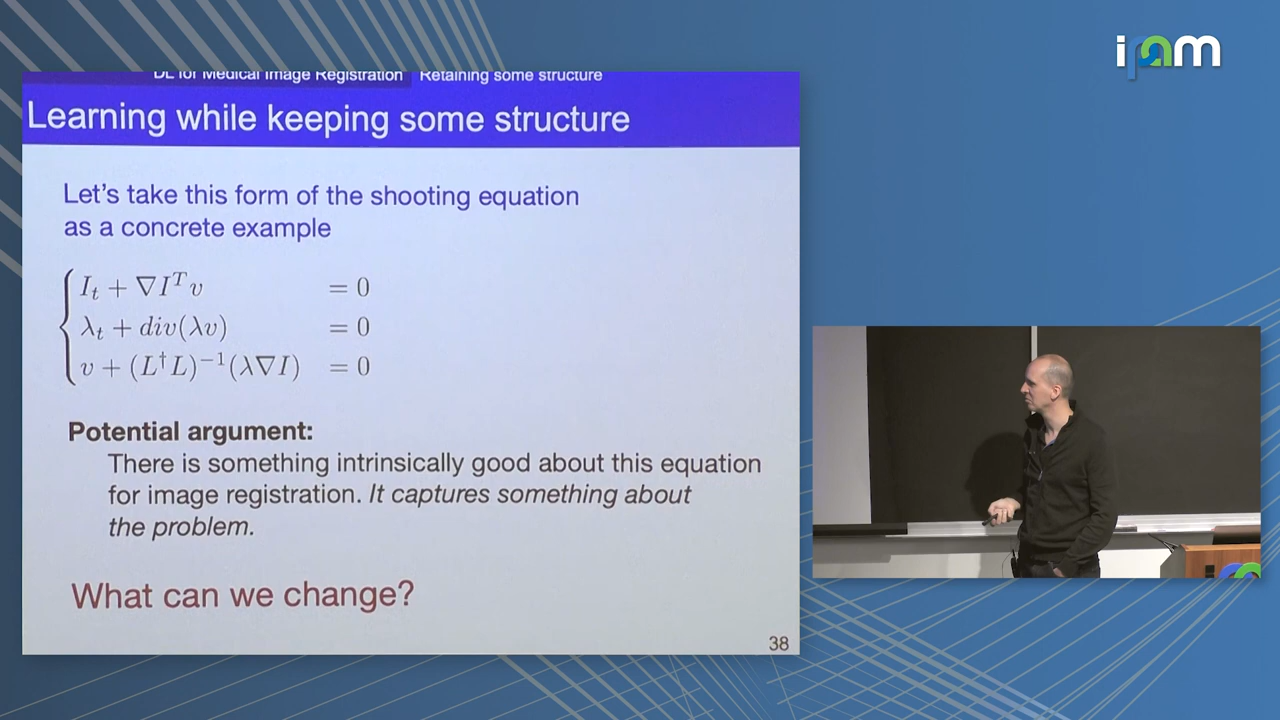 ipam
DL for Medical Image Registration Retaining some structure
Learning while keeping some structure
Let's take this form of the shooting equation
as a concrete example
I_t + ∇I^T v = 0
λ_t + div(λv) = 0
v + (L†L)^{-1}(λ∇I) = 0
Potential argument:
There is something intrinsically good about this equation
for image registration. It captures something about
the problem.
What can we change?
38